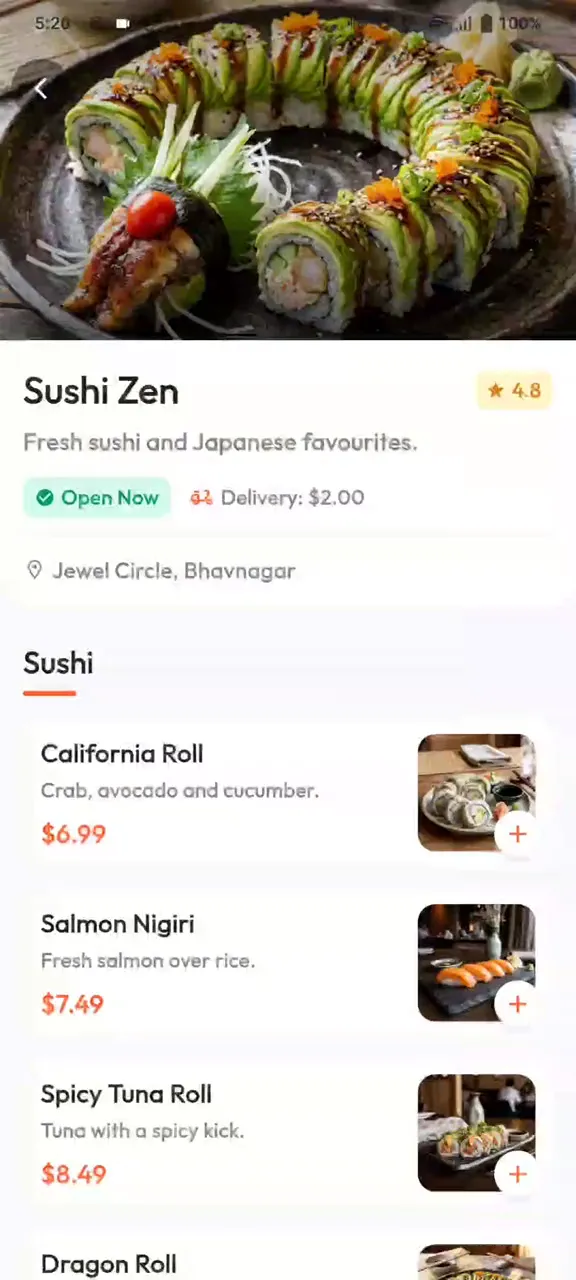 5:20
100%
Sushi Zen
4.8
Fresh sushi and Japanese favourites.
Open Now
Delivery: $2.00
Jewel Circle, Bhavnagar
Sushi
California Roll
Crab, avocado and cucumber.
$6.99
+
Salmon Nigiri
Fresh salmon over rice.
$7.49
+
Spicy Tuna Roll
Tuna with a spicy kick.
$8.49
+
Dragon Roll